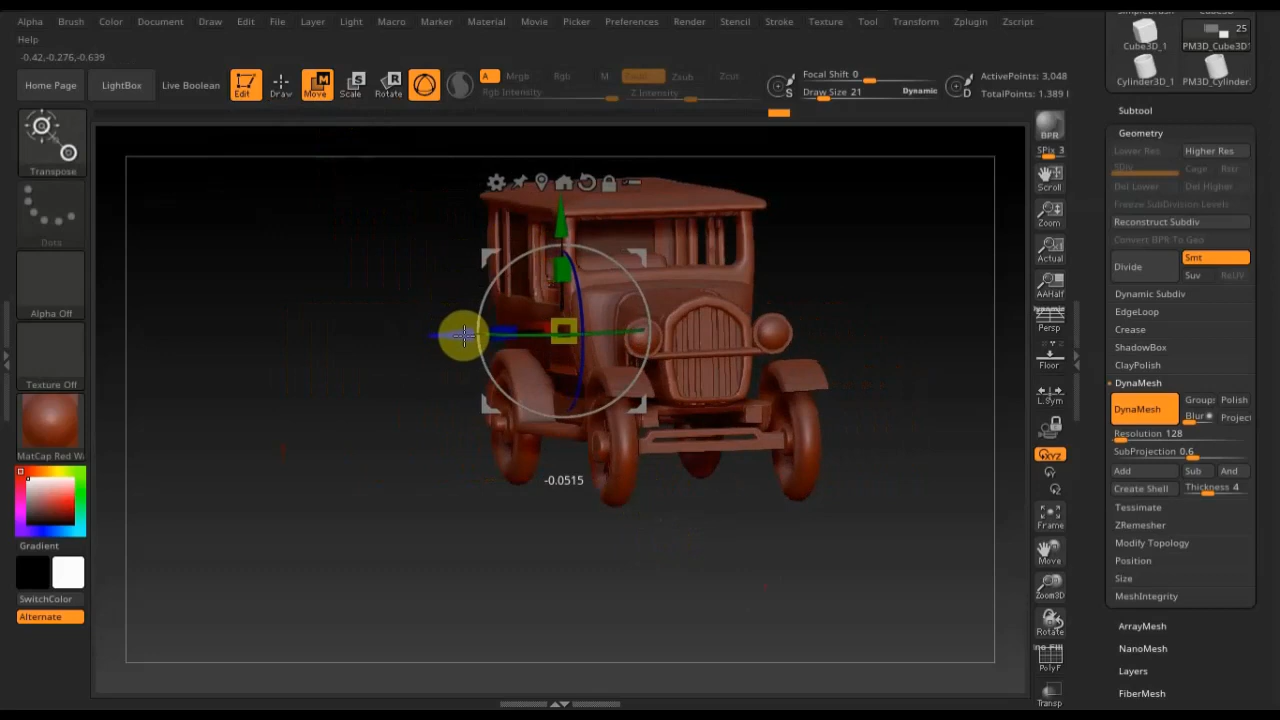 Alpha Brush Color Document Draw Edit File Layer Light Macro Marker Material Movie Picker Preferences Render Stencil Stroke Texture Tool Transform Zplugin Zscript
Help
-0.42,-0.276,-0.639
Home Page
LightBox
Live Boolean
Edit
Draw
Move
Scale
Rotate
A
Mrgb
Rgb
M
Zsub
Zcut
Rgb Intensity
Z Intensity
Focal Shift 0
Draw Size 21
Dynamic
S
D
ActivePoints: 3,048
TotalPoints: 1.389
Cube3D_1
25
PM3D_Cube3D
Cylinder3D_1
PM3D_Cylinder
Transpose
Dots
Alpha Off
Texture Off
MatCap Red Wa
Gradient
SwitchColor
Alternate
-0.0515
BPR
SPix 3
Scroll
Zoom
Actual
AAHalf
Dynamic
Persp
Floor
L.Sym
XYZ
Frame
Move
Zoom3D
Rotate
PolyF
Transp
Subtool
Geometry
Lower Res
Higher Res
SDiv
Cage
Rstr
Del Lower
Del Higher
Freeze SubDivision Levels
Reconstruct Subdiv
Convert BPR To Geo
Divide
Smt
Suv
ReUV
Dynamic Subdiv
EdgeLoop
Crease
ShadowBox
ClayPolish
DynaMesh
DynaMesh
Groups
Polish
Blur
Project
Resolution 128
SubProjection 0.6
Add
Sub
And
Create Shell
Thickness 4
Tessimate
ZRemesher
Modify Topology
Position
Size
MeshIntegrity
ArrayMesh
NanoMesh
Layers
FiberMesh